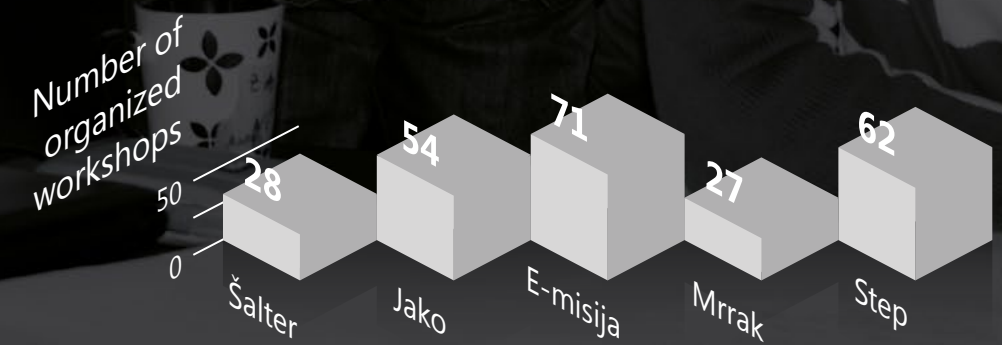 Number of
organized
workshops
50
0
28
54
71
27
62
Šalter
Jako
E-misija
Mrrak
Step